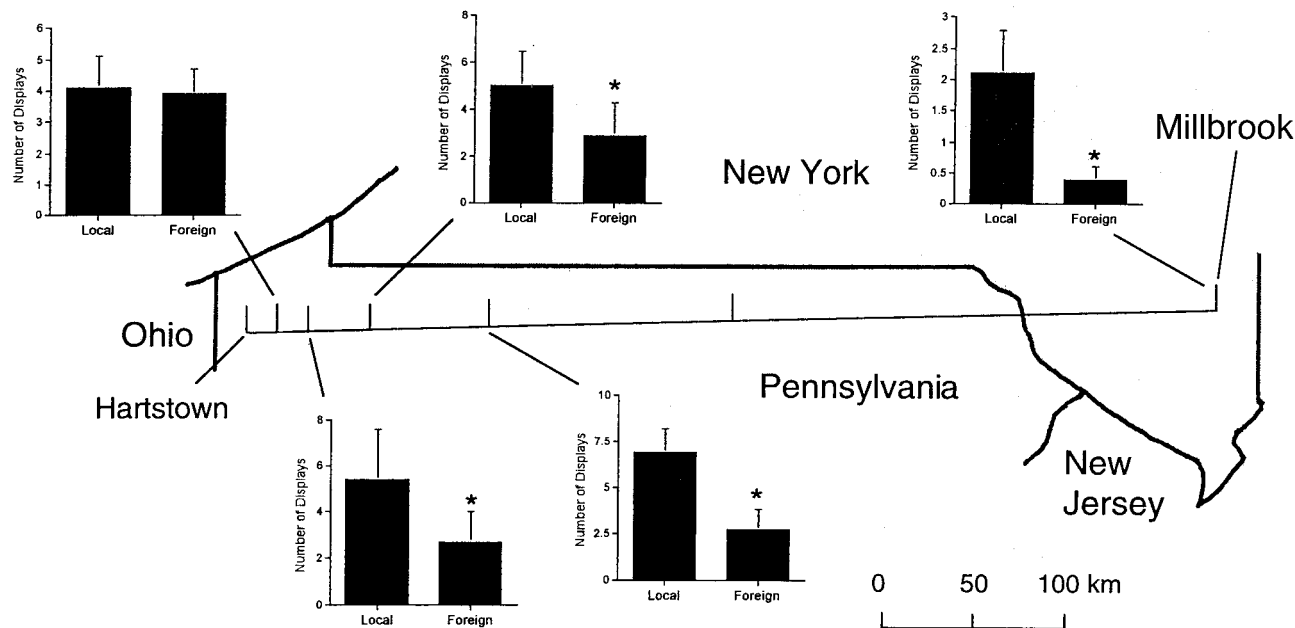 Number of Displays
6
5
4
3
2
1
0
Local Foreign
Number of Displays
8
6
4
2
0
*
Local Foreign
Number of Displays
3
2.5
2
1.5
1
0.5
0
*
Local Foreign
Millbrook
New York
Ohio
Hartstown
Pennsylvania
New
Jersey
Number of Displays
8
6
4
2
0
*
Local Foreign
Number of Displays
10
7.5
5
2.5
0
*
Local Foreign
0 50 100 km